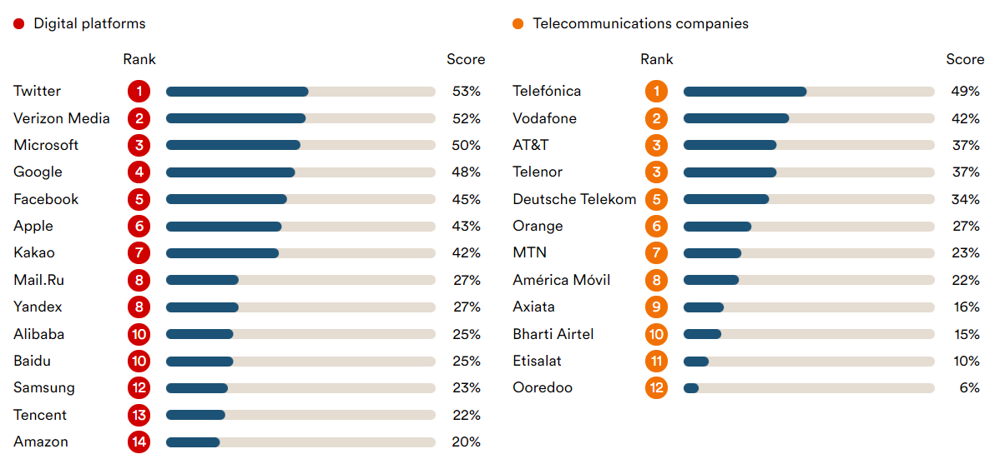 Digital platforms
Rank Score
Twitter 1 53%
Verizon Media 2 52%
Microsoft 3 50%
Google 4 48%
Facebook 5 45%
Apple 6 43%
Kakao 7 42%
Mail.Ru 8 27%
Yandex 8 27%
Alibaba 10 25%
Baidu 10 25%
Samsung 12 23%
Tencent 13 22%
Amazon 14 20%
Telecommunications companies
Rank Score
Telefónica 1 49%
Vodafone 2 42%
AT&T 3 37%
Telenor 3 37%
Deutsche Telekom 5 34%
Orange 6 27%
MTN 7 23%
América Móvil 8 22%
Axiata 9 16%
Bharti Airtel 10 15%
Etisalat 11 10%
Ooredoo 12 6%